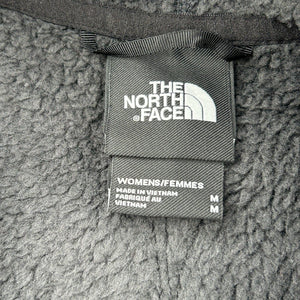 THE
NORTH
FACE
®
WOMENS/FEMMES
MADE IN VIETNAM M
FABRIQUÉ AU M
VIETNAM